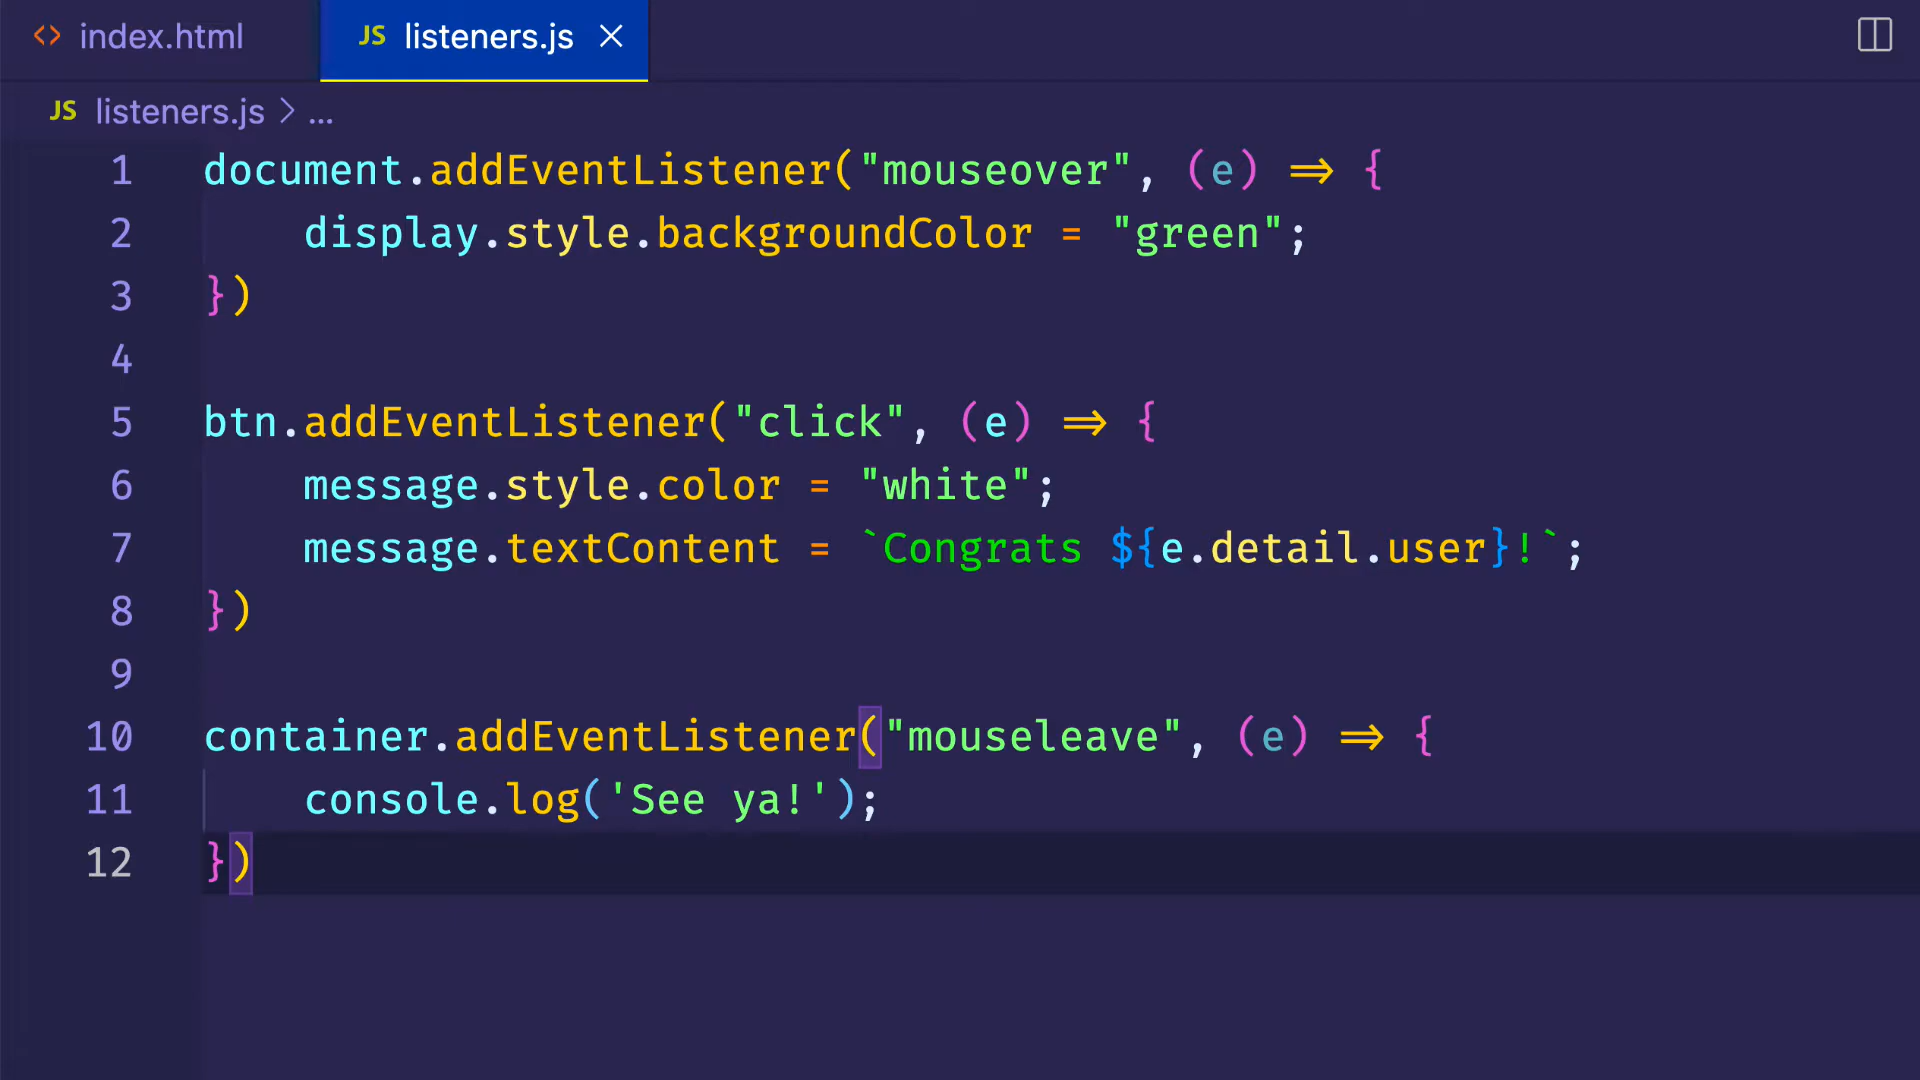 <> index.html JS listeners.js ×
JS listeners.js > ...
1 document.addEventListener("mouseover", (e) => {
2     display.style.backgroundColor = "green";
3 })
4
5 btn.addEventListener("click", (e) => {
6     message.style.color = "white";
7     message.textContent = `Congrats ${e.detail.user}!`;
8 })
9
10 container.addEventListener("mouseleave", (e) => {
11     console.log('See ya!');
12 })